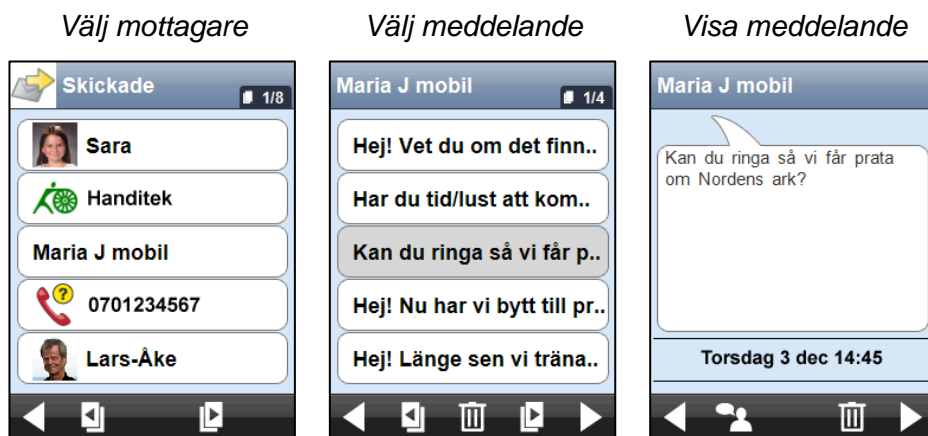 Välj mottagare
Skickade
1/8
Sara
Handitek
Maria J mobil
?
0701234567
Lars-Åke
Välj meddelande
Maria J mobil
1/4
Hej! Vet du om det finn..
Har du tid/lust att kom..
Kan du ringa så vi får p..
Hej! Nu har vi bytt till pr..
Hej! Länge sen vi träna..
Visa meddelande
Maria J mobil
Kan du ringa så vi får prata
om Nordens ark?
Torsdag 3 dec 14:45